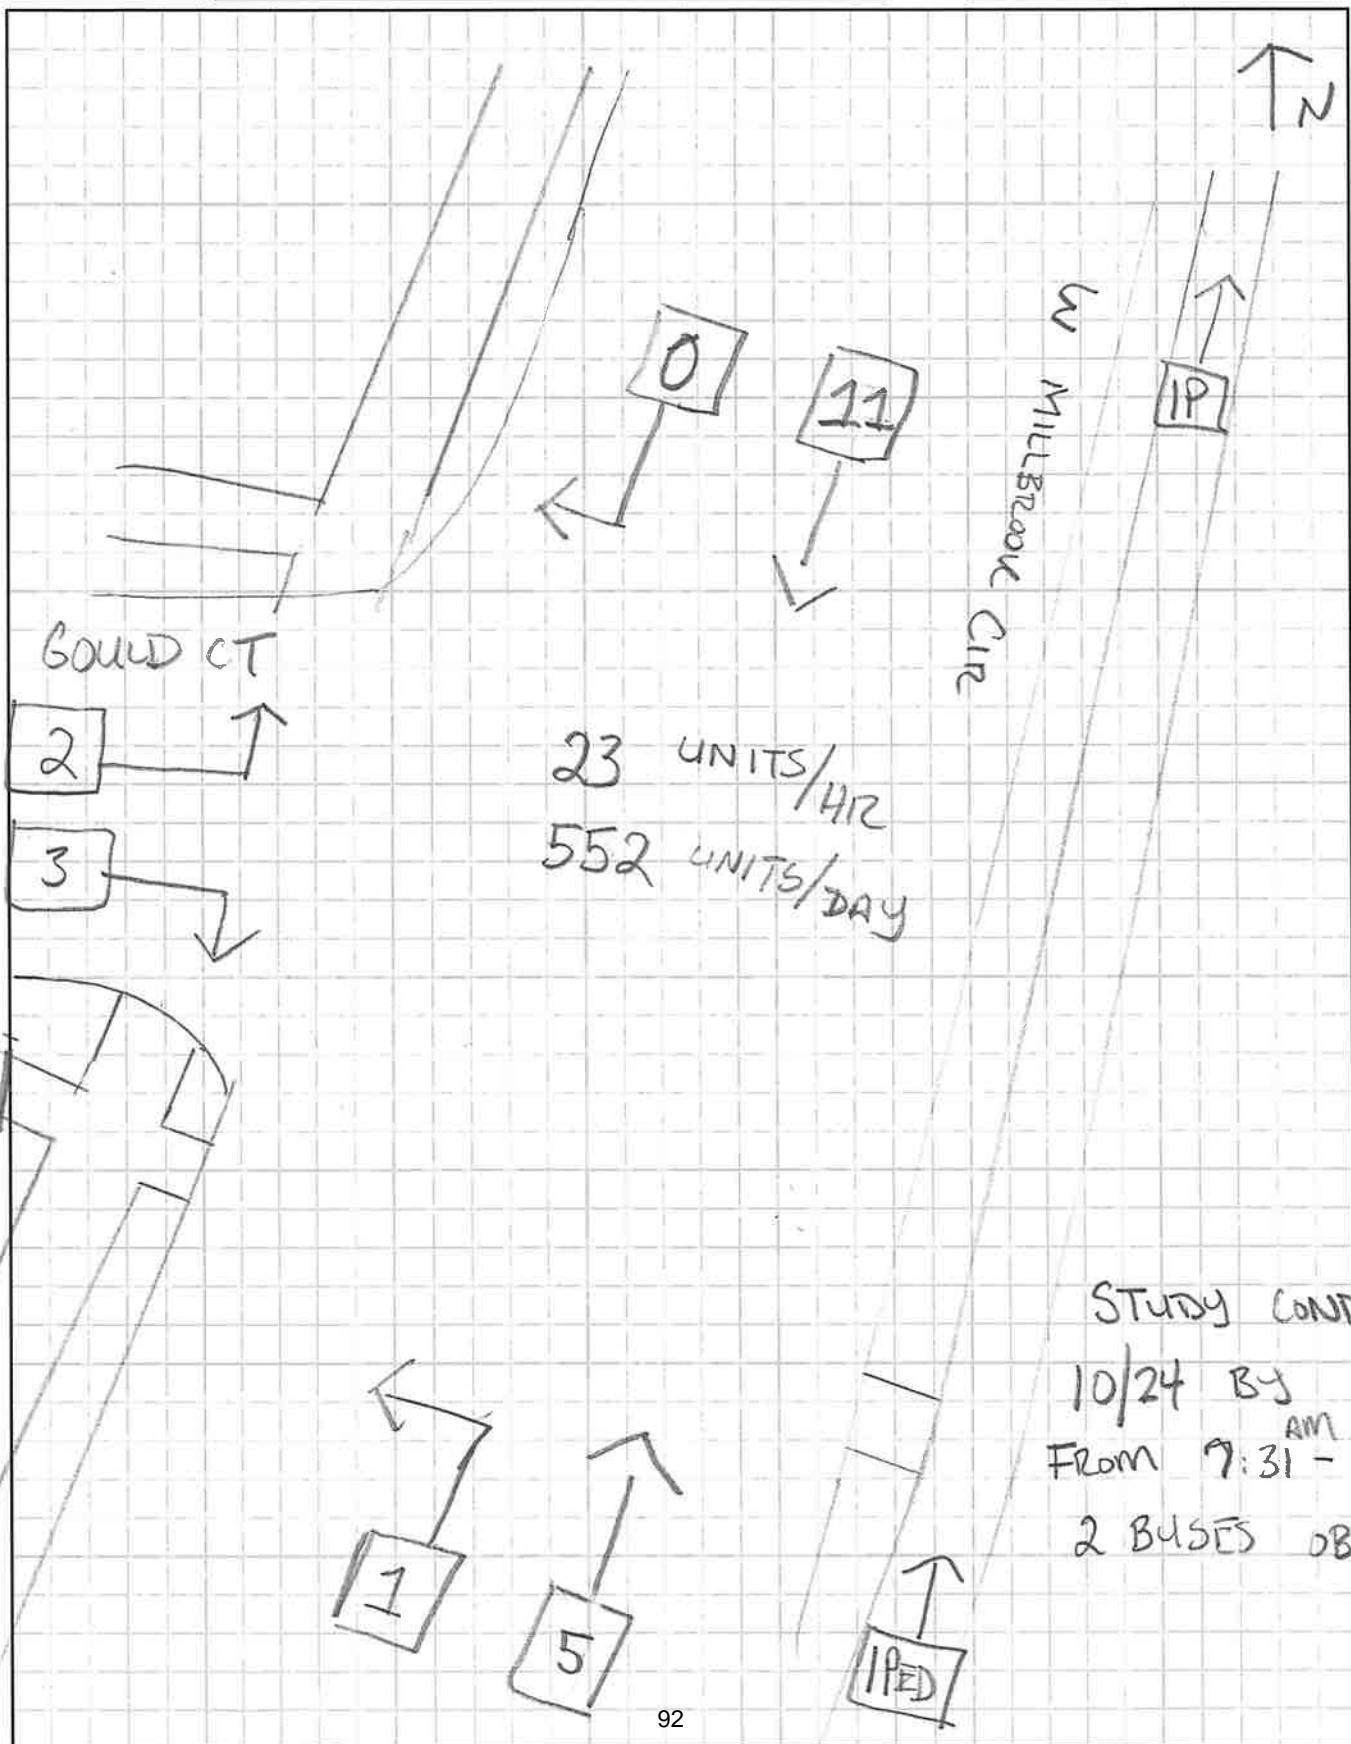 N
0
11
E MILLBROOK CIR
1P
GOULD CT
2
3
23 UNITS/HR
552 UNITS/DAY
STUDY COND
10/24 BY
FROM 9:31 AM -
2 BUSES OB
1
5
1PED
92